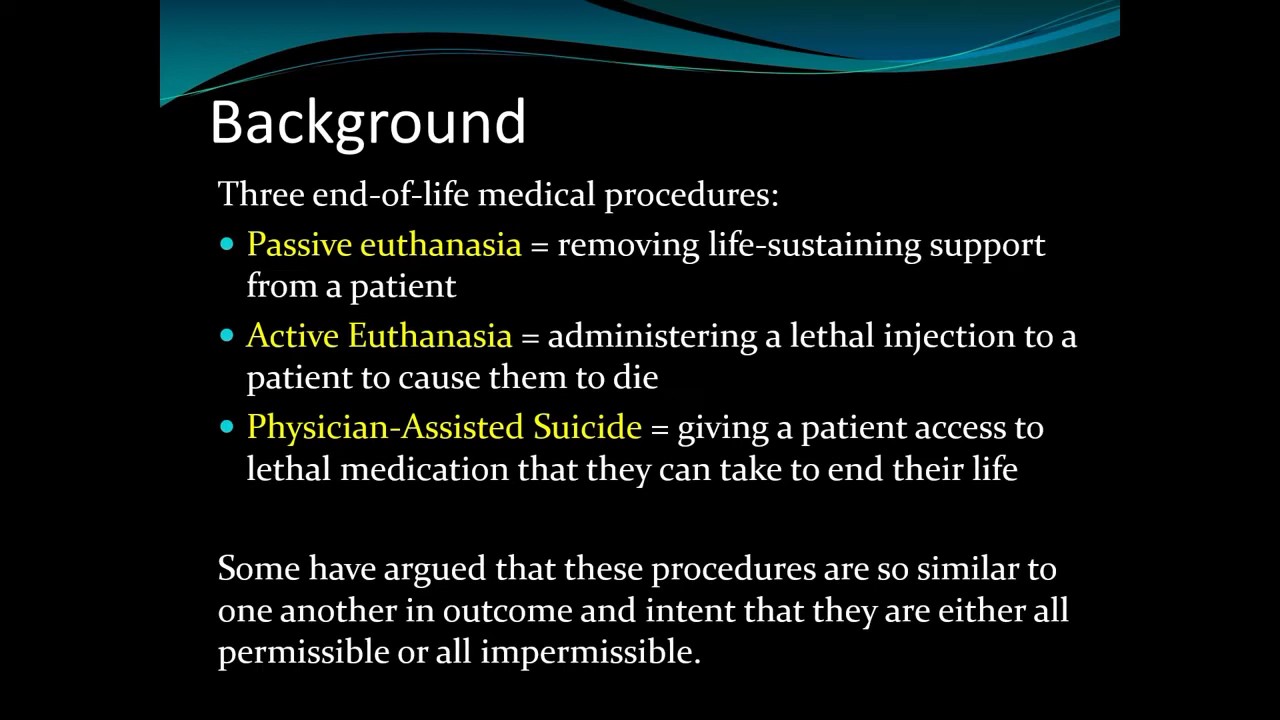 Background
Three end-of-life medical procedures:
• Passive euthanasia = removing life-sustaining support
from a patient
• Active Euthanasia = administering a lethal injection to a
patient to cause them to die
• Physician-Assisted Suicide = giving a patient access to
lethal medication that they can take to end their life
Some have argued that these procedures are so similar to
one another in outcome and intent that they are either all
permissible or all impermissible.